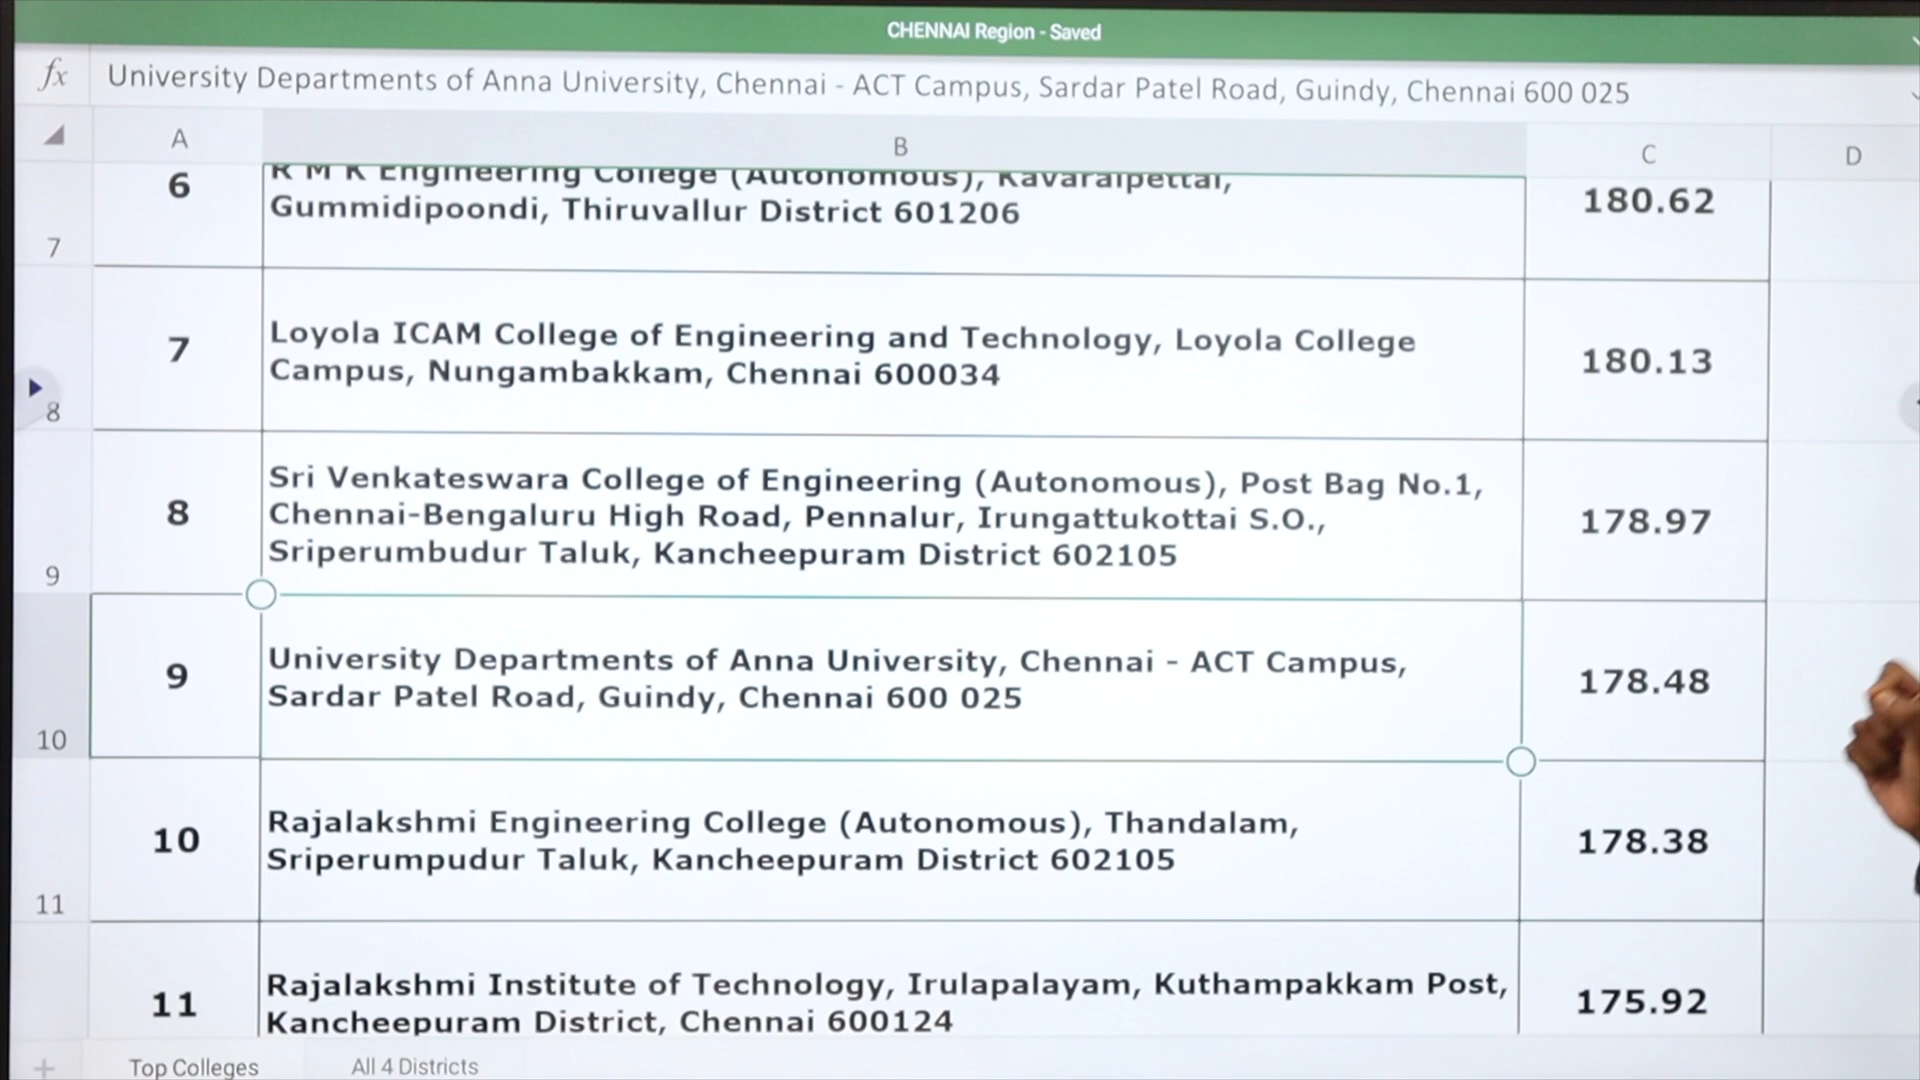 CHENNAI Region - Saved
fx University Departments of Anna University, Chennai - ACT Campus, Sardar Patel Road, Guindy, Chennai 600 025
A B C D
6 R M K Engineering College (Autonomous), Kavaraipettai, 180.62
Gummidipoondi, Thiruvallur District 601206
7
7 Loyola ICAM College of Engineering and Technology, Loyola College 180.13
Campus, Nungambakkam, Chennai 600034
8
8 Sri Venkateswara College of Engineering (Autonomous), Post Bag No.1, 178.97
Chennai-Bengaluru High Road, Pennalur, Irungattukottai S.O.,
Sriperumbudur Taluk, Kancheepuram District 602105
9
9 University Departments of Anna University, Chennai - ACT Campus, 178.48
Sardar Patel Road, Guindy, Chennai 600 025
10
10 Rajalakshmi Engineering College (Autonomous), Thandalam, 178.38
Sriperumpudur Taluk, Kancheepuram District 602105
11
11 Rajalakshmi Institute of Technology, Irulapalayam, Kuthampakkam Post, 175.92
Kancheepuram District, Chennai 600124
+ Top Colleges All 4 Districts